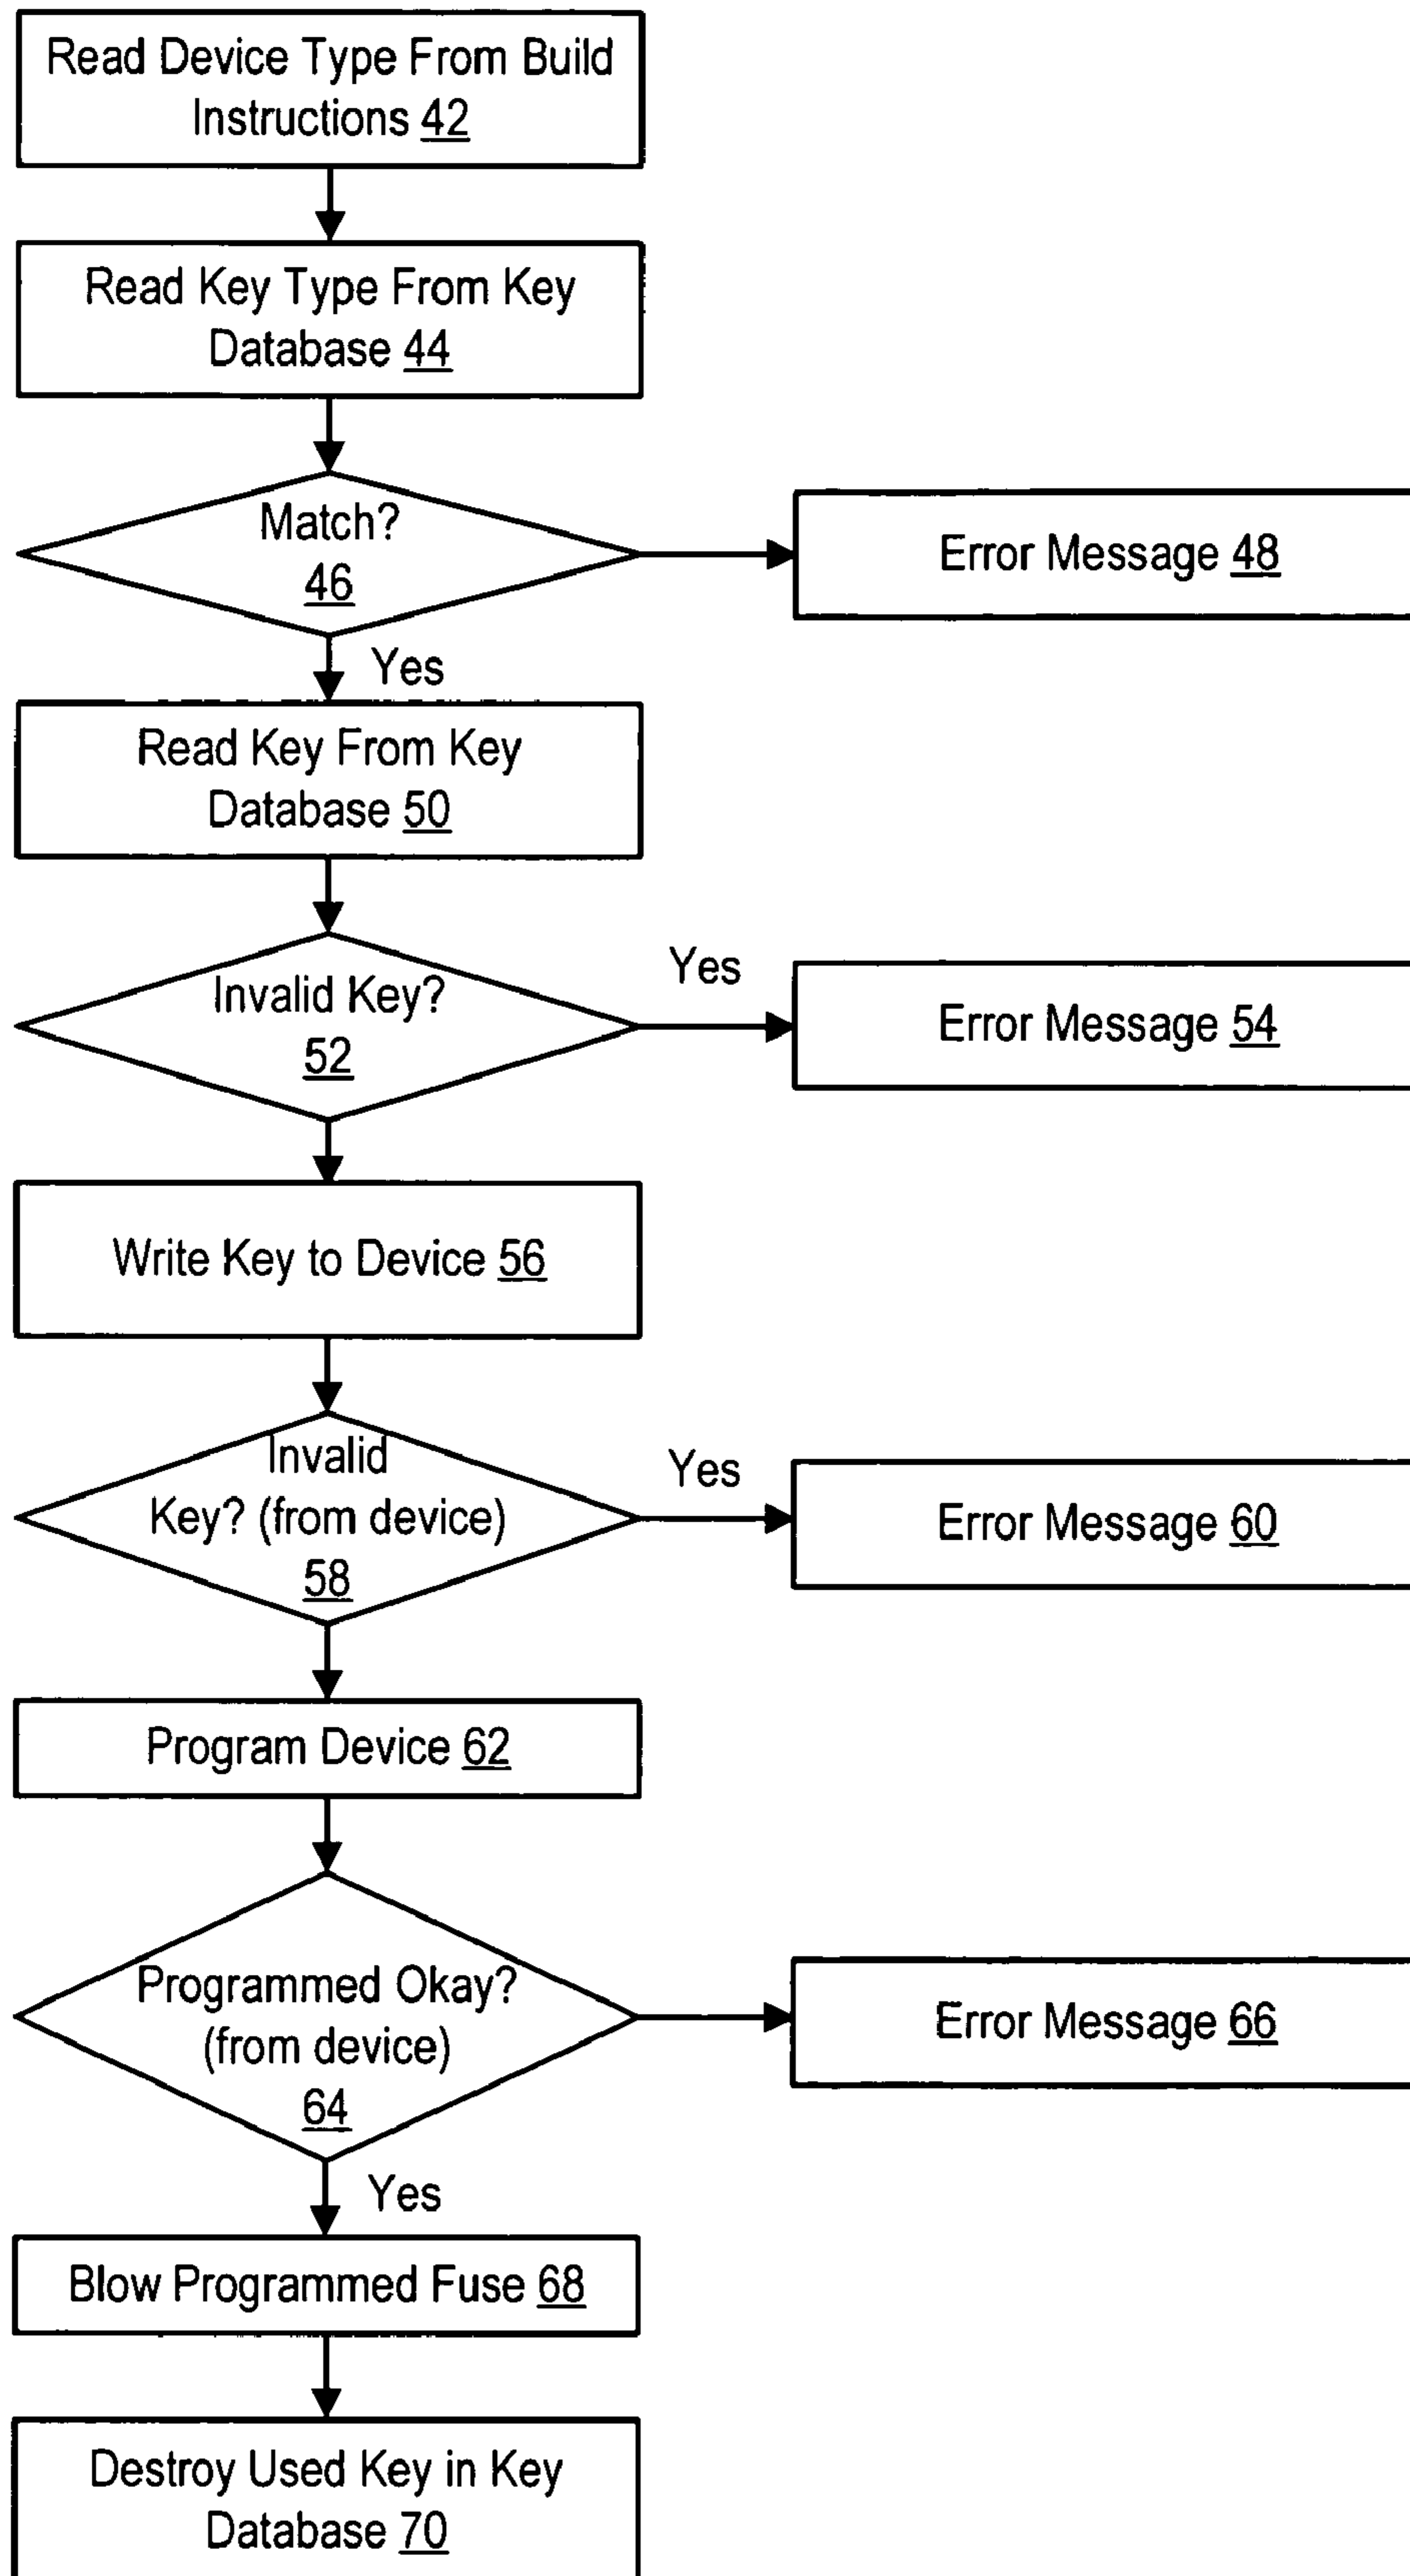 Read Device Type From Build
Instructions 42
Read Key Type From Key
Database 44
Match?
46
Error Message 48
Yes
Read Key From Key
Database 50
Invalid Key?
52
Yes
Error Message 54
Write Key to Device 56
Invalid
Key? (from device)
58
Yes
Error Message 60
Program Device 62
Programmed Okay?
(from device)
64
Error Message 66
Yes
Blow Programmed Fuse 68
Destroy Used Key in Key
Database 70